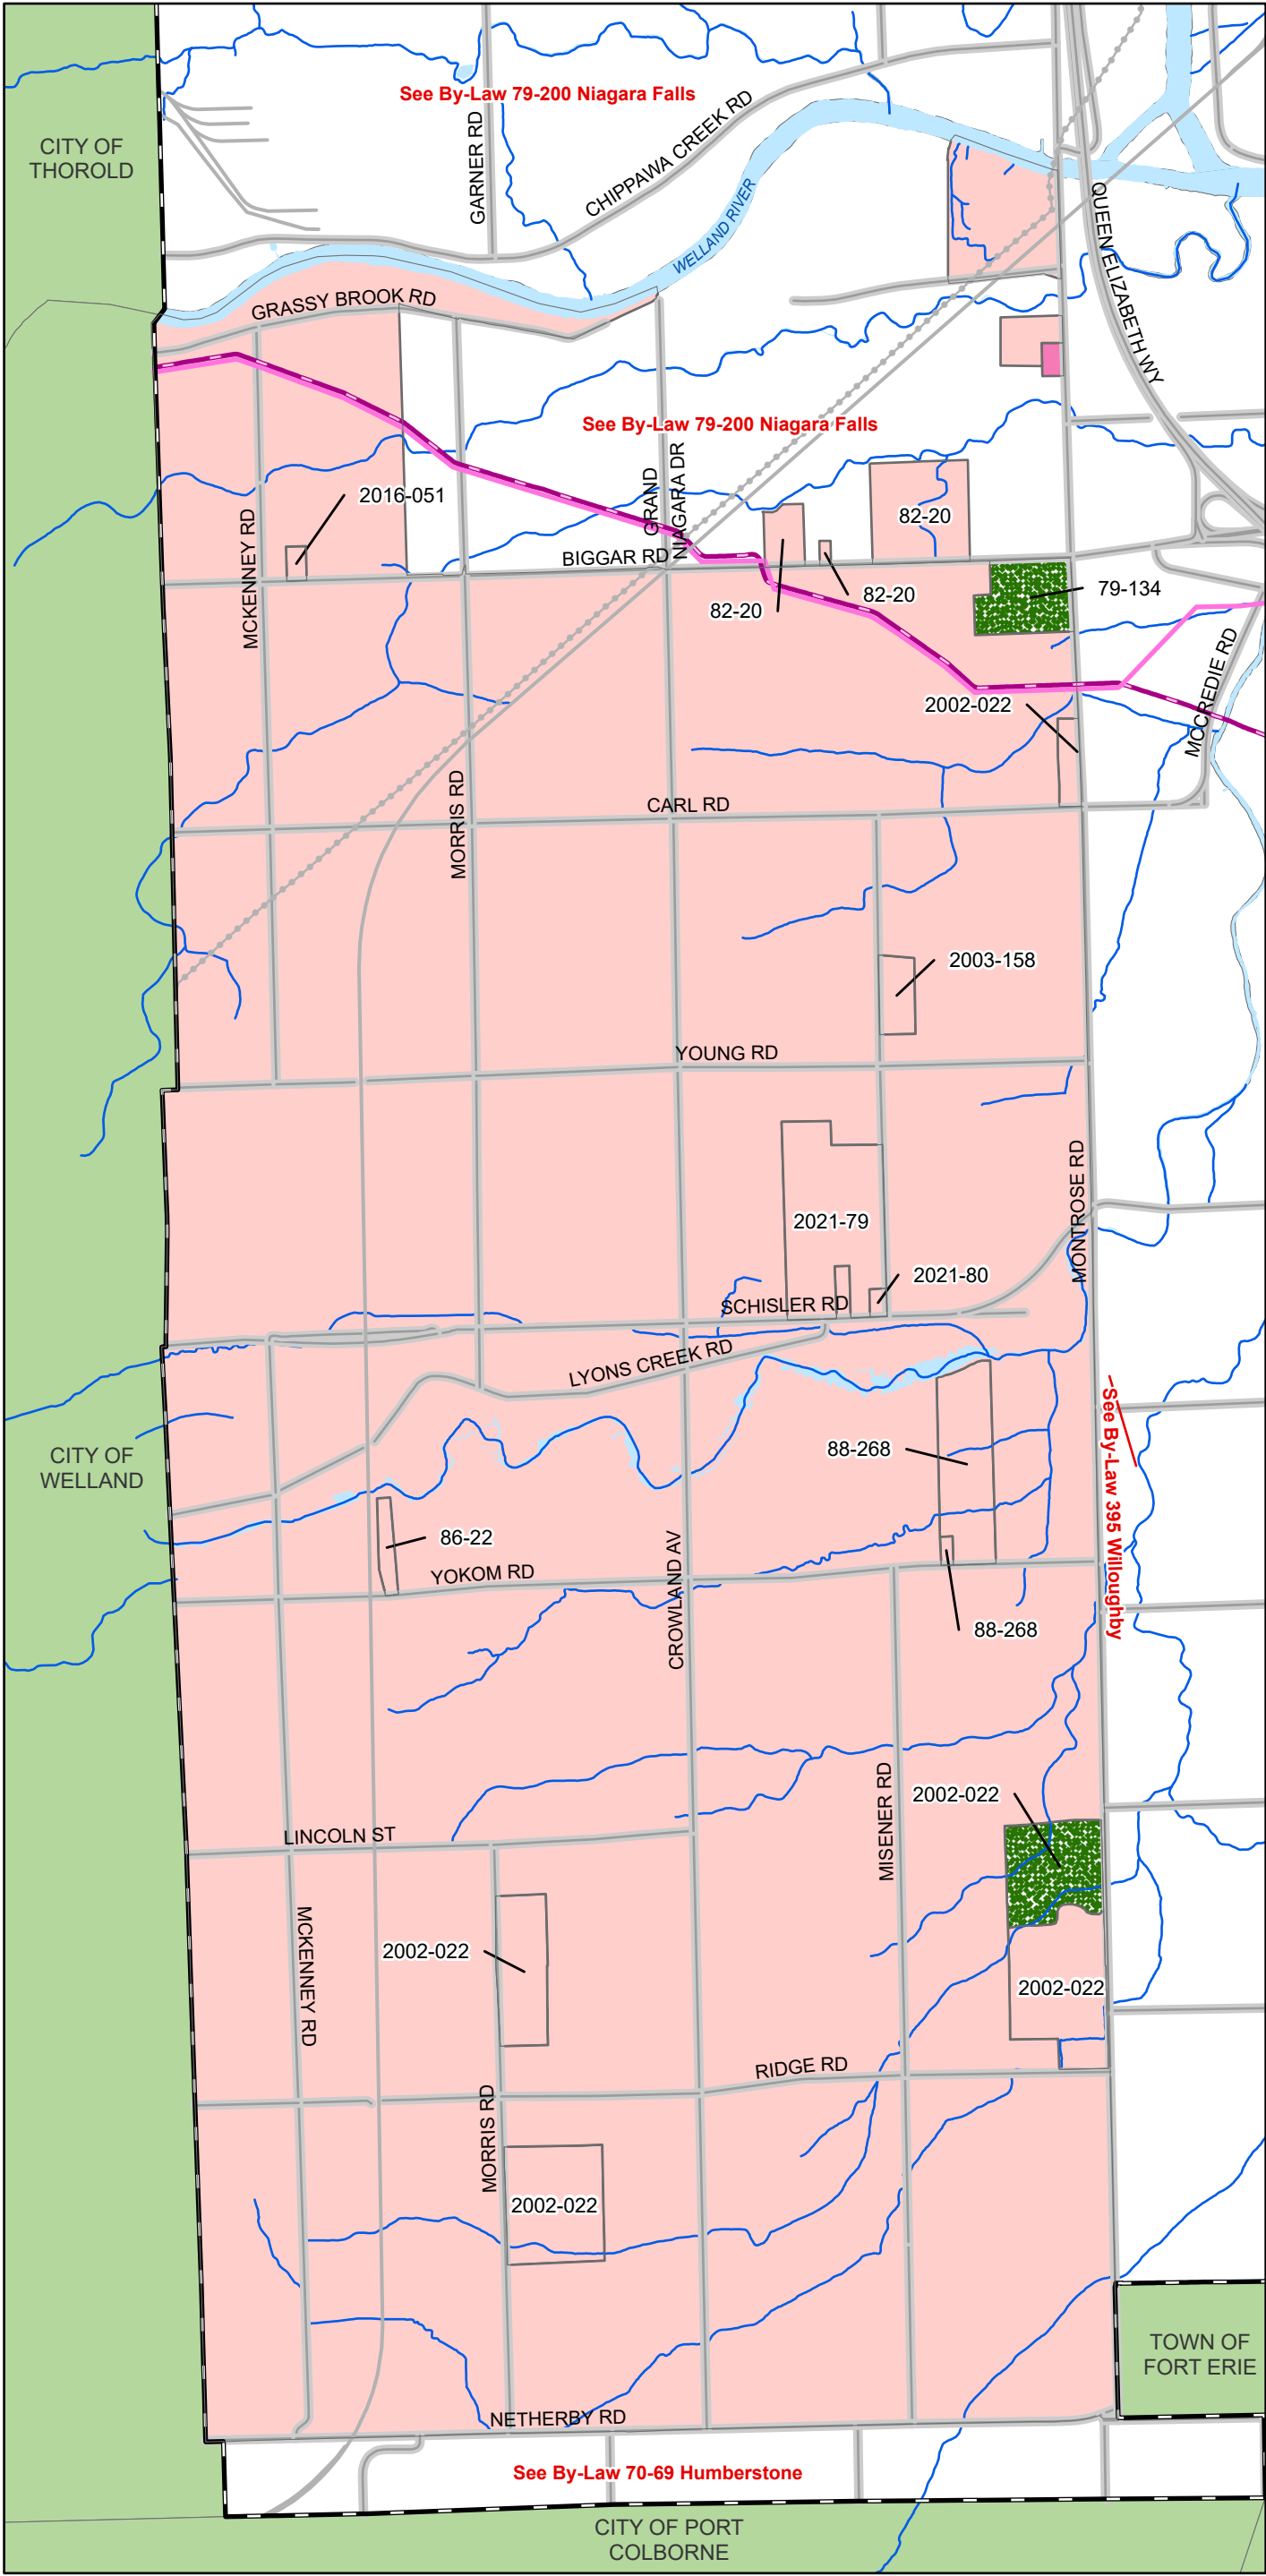 See By-Law 79-200 Niagara Falls
CITY OF
THOROLD
GARNER RD
CHIPPAWA CREEK RD
WELLAND RIVER
QUEEN ELIZABETH WY
GRASSY BROOK RD
See By-Law 79-200 Niagara Falls
2016-051
GRAND
NIAGARA DR
82-20
MCKENNEY RD
BIGGAR RD
82-20
82-20
79-134
MCCREDIE RD
2002-022
MORRIS RD
CARL RD
2003-158
YOUNG RD
MONTROSE RD
2021-79
2021-80
SCHISLER RD
LYONS CREEK RD
See By-Law 395 Willoughby
CITY OF
WELLAND
88-268
86-22
CROWLAND AV
YOKOM RD
88-268
MISENER RD
2002-022
LINCOLN ST
MCKENNEY RD
2002-022
2002-022
RIDGE RD
MORRIS RD
2002-022
TOWN OF
FORT ERIE
NETHERBY RD
See By-Law 70-69 Humberstone
CITY OF PORT
COLBORNE